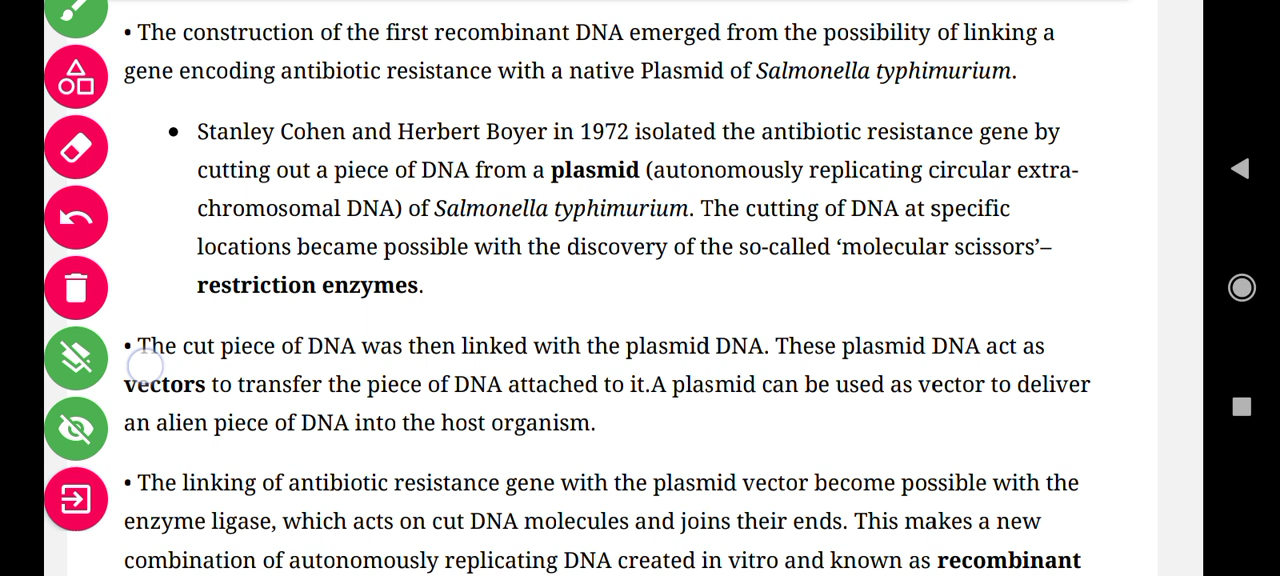 • The construction of the first recombinant DNA emerged from the possibility of linking a
gene encoding antibiotic resistance with a native Plasmid of Salmonella typhimurium.
• Stanley Cohen and Herbert Boyer in 1972 isolated the antibiotic resistance gene by
cutting out a piece of DNA from a plasmid (autonomously replicating circular extra-
chromosomal DNA) of Salmonella typhimurium. The cutting of DNA at specific
locations became possible with the discovery of the so-called ‘molecular scissors’–
restriction enzymes.
• The cut piece of DNA was then linked with the plasmid DNA. These plasmid DNA act as
vectors to transfer the piece of DNA attached to it.A plasmid can be used as vector to deliver
an alien piece of DNA into the host organism.
• The linking of antibiotic resistance gene with the plasmid vector become possible with the
enzyme ligase, which acts on cut DNA molecules and joins their ends. This makes a new
combination of autonomously replicating DNA created in vitro and known as recombinant